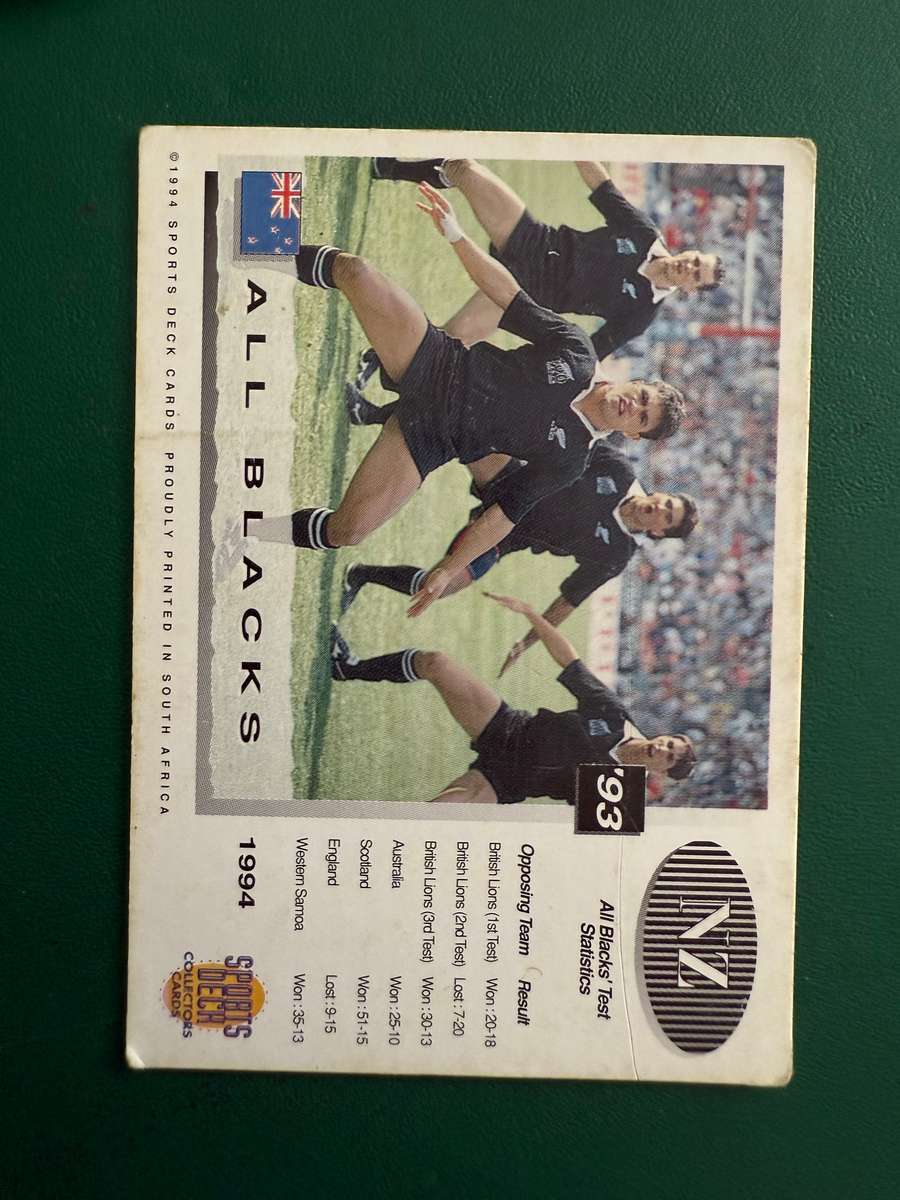 NZ
'93
All Blacks' Test
Statistics
Opposing Team Result
British Lions (1st Test) Won : 20-18
British Lions (2nd Test) Lost : 7-20
British Lions (3rd Test) Won : 30-13
Australia Won : 25-10
Scotland Won : 51-15
England Lost : 9-15
Western Samoa Won : 35-13
ALL BLACKS 1994
SPORTS
DECK
COLLECTORS
CARDS
©1994 SPORTS DECK CARDS PROUDLY PRINTED IN SOUTH AFRICA